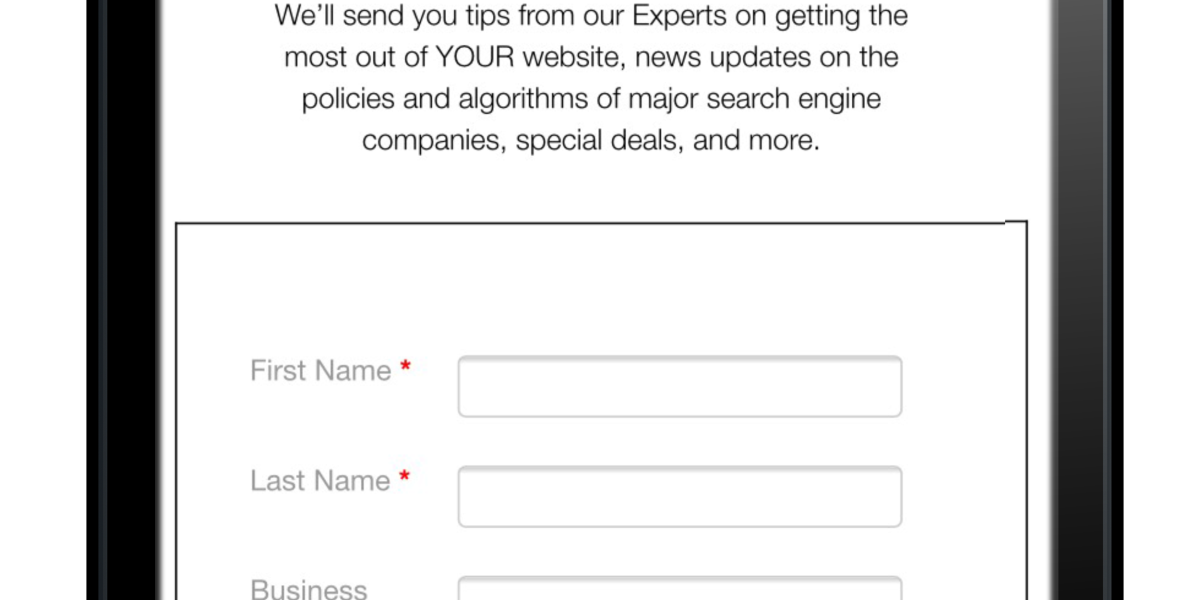 We’ll send you tips from our Experts on getting the
most out of YOUR website, news updates on the
policies and algorithms of major search engine
companies, special deals, and more.
First Name *
Last Name *
Business